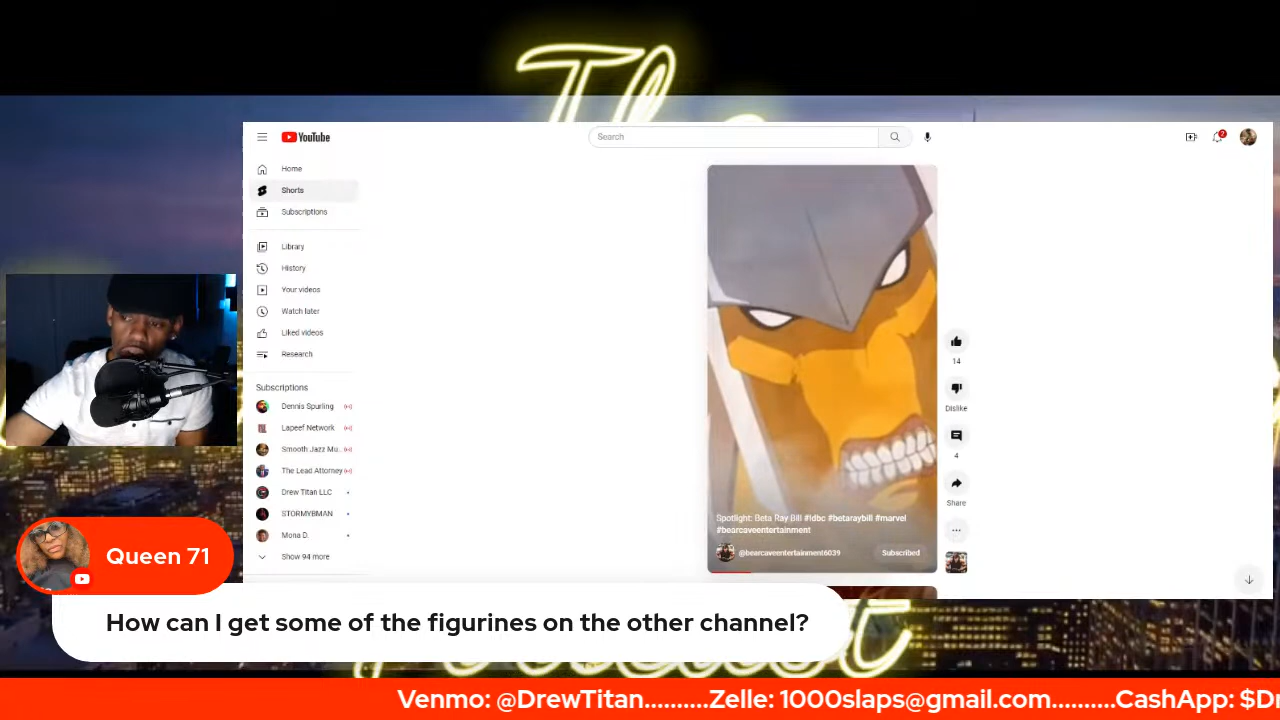 The
YouTube
Search
2
Home
Shorts
Subscriptions
Library
History
Your videos
Watch later
Liked videos
Research
Subscriptions
Dennis Spurling
Lapeef Network
Smooth Jazz Mu..
The Lead Attorney
Drew Titan LLC
STORMYBMAN
Mona D.
Show 94 more
14
Dislike
4
Share
Spotlight: Beta Ray Bill #ldbc #betaraybill #marvel
#bearcaveentertainment
@bearcaveentertainment6039
Subscribed
Queen 71
How can I get some of the figurines on the other channel?
Venmo: @DrewTitan..........Zelle: 1000slaps@gmail.com..........CashApp: $D